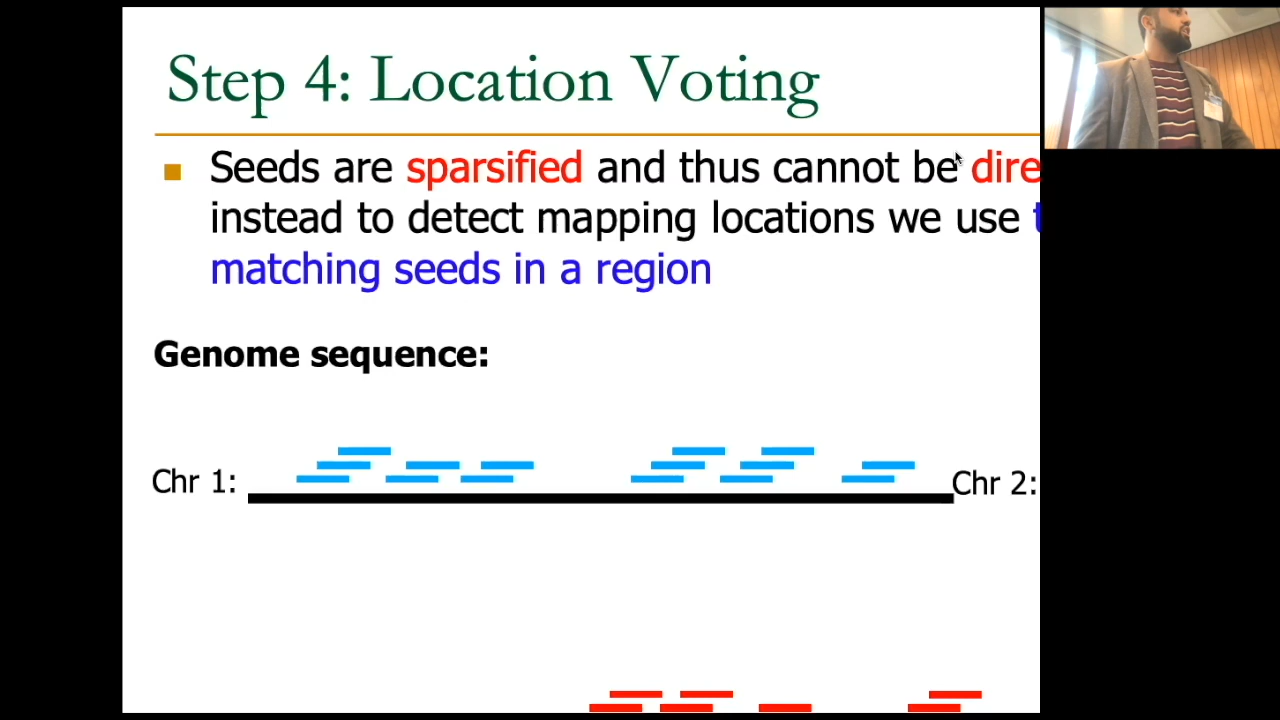 Step 4: Location Voting
Seeds are sparsified and thus cannot be dire
instead to detect mapping locations we use
matching seeds in a region
Genome sequence:
Chr 1:
Chr 2: